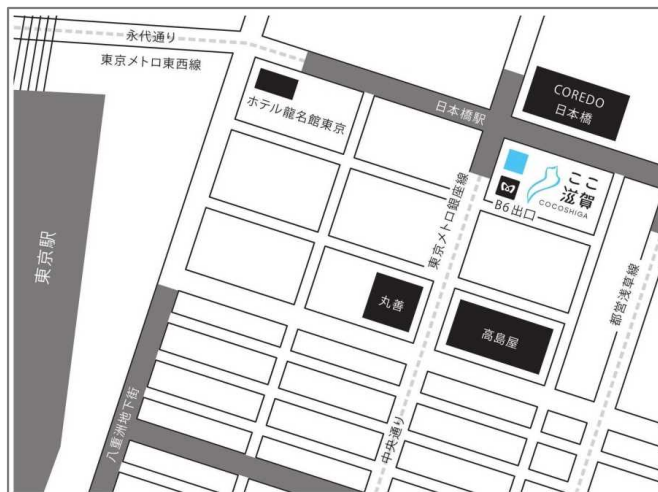 永代通り
東京メトロ東西線
ホテル龍名館東京
日本橋駅
COREDO
日本橋
ここ
滋賀
COCOSHIGA
B6出口
東京メトロ銀座線
東京駅
丸善
高島屋
都営浅草線
八重洲地下街
中央通り